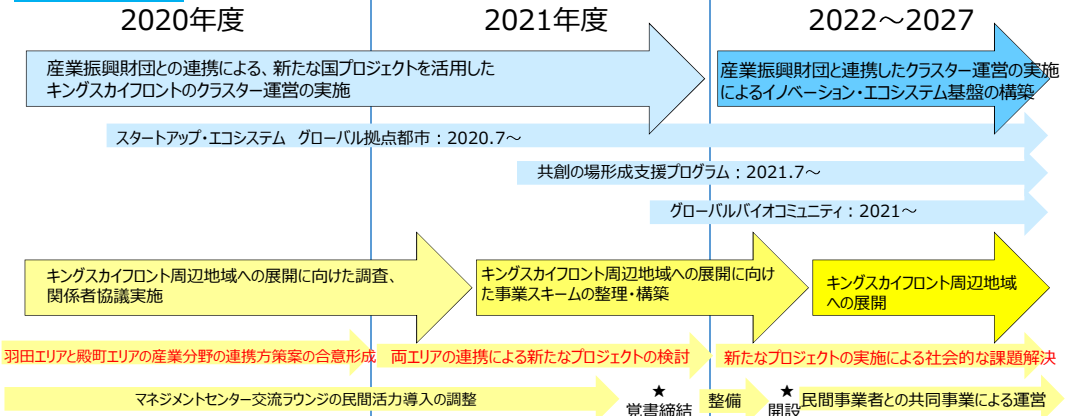 2020年度
2021年度
2022～2027
産業振興財団との連携による、新たな国プロジェクトを活用した
キングスカイフロントのクラスター運営の実施
産業振興財団と連携したクラスター運営の実施
によるイノベーション・エコシステム基盤の構築
スタートアップ・エコシステム グローバル拠点都市：2020.7～
共創の場形成支援プログラム：2021.7～
グローバルバイオコミュニティ：2021～
キングスカイフロント周辺地域への展開に向けた調査、
関係者協議実施
キングスカイフロント周辺地域への展開に向け
た事業スキームの整理・構築
キングスカイフロント周辺地域
への展開
羽田エリアと殿町エリアの産業分野の連携方策案の合意形成
両エリアの連携による新たなプロジェクトの検討
新たなプロジェクトの実施による社会的な課題解決
マネジメントセンター交流ラウンジの民間活力導入の調整
★
覚書締結
整備
★
開設
民間事業者との共同事業による運営